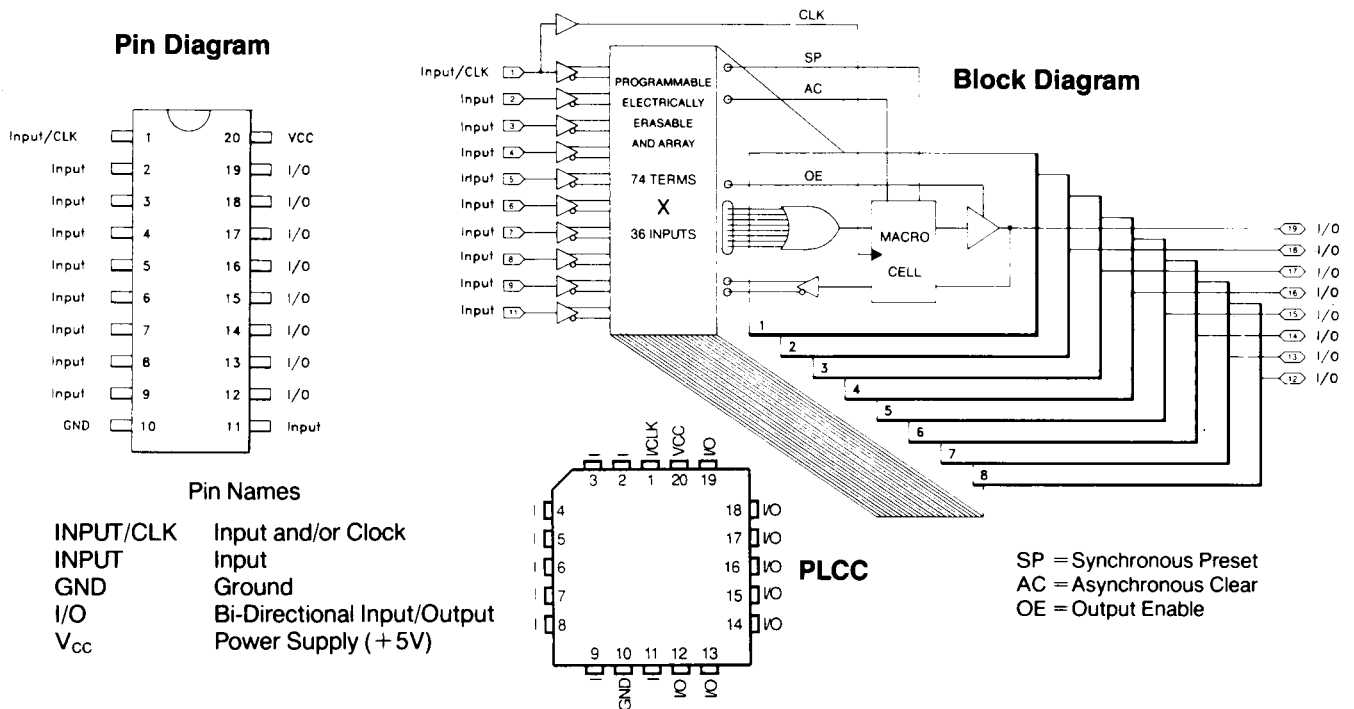 Pin Diagram
Input/CLK 1 20 VCC
Input 2 19 I/O
Input 3 18 I/O
Input 4 17 I/O
Input 5 16 I/O
Input 6 15 I/O
Input 7 14 I/O
Input 8 13 I/O
Input 9 12 I/O
GND 10 11 Input
Pin Names
INPUT/CLK Input and/or Clock
INPUT Input
GND Ground
I/O Bi-Directional Input/Output
VCC Power Supply (+5V)
Block Diagram
CLK
SP
AC
OE
Input/CLK 1
Input 2
Input 3
Input 4
Input 5
Input 6
Input 7
Input 8
Input 9
Input 11
PROGRAMMABLE
ELECTRICALLY
ERASABLE
AND ARRAY
74 TERMS
X
36 INPUTS
MACRO
CELL
19 I/O
18 I/O
17 I/O
16 I/O
15 I/O
14 I/O
13 I/O
12 I/O
1
2
3
4
5
6
7
8
I I I/CLK VCC I/O
3 2 1 20 19
I 4 18 I/O
I 5 17 I/O
I 6 16 I/O
I 7 15 I/O
I 8 14 I/O
9 10 11 12 13
I GND I I/O I/O
PLCC
SP = Synchronous Preset
AC = Asynchronous Clear
OE = Output Enable